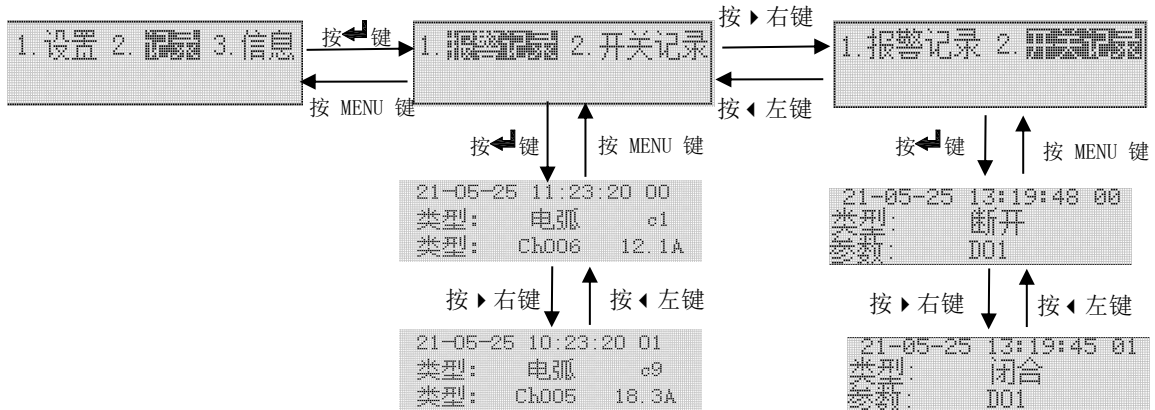 1.设置 2.记录 3.信息
按 键
按 MENU 键
1.报警记录 2.开关记录
按 右键
按 左键
1.报警记录 2.开关记录
按 键
按 MENU 键
按 键
按 MENU 键
21-05-25 11:23:20 00
类型: 电弧 c1
类型: Ch006 12.1A
按 右键
按 左键
21-05-25 10:23:20 01
类型: 电弧 c9
类型: Ch005 18.3A
21-05-25 13:19:48 00
类型: 断开
参数: D01
按 右键
按 左键
21-05-25 13:19:45 01
类型: 闭合
参数: D01